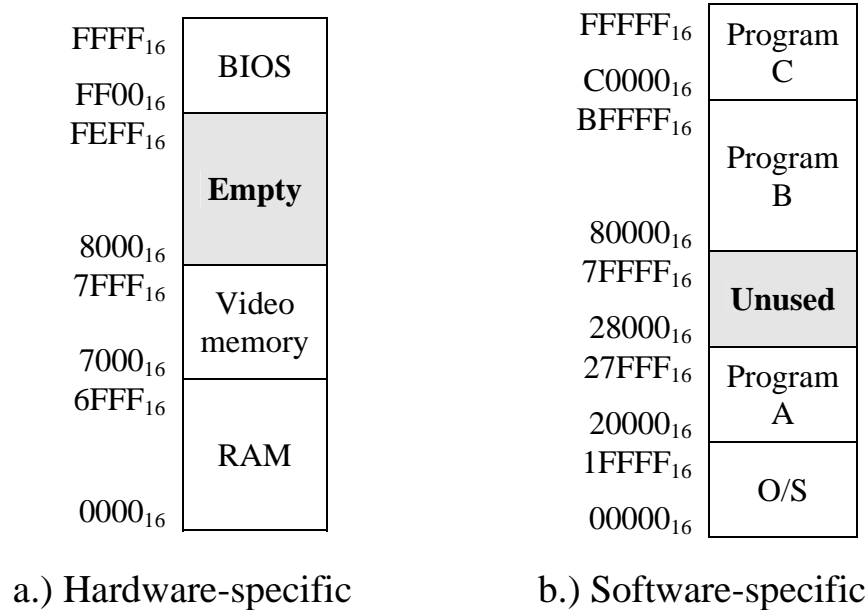 FFFF₁₆
BIOS
FF00₁₆
FEFF₁₆
Empty
8000₁₆
7FFF₁₆
Video
memory
7000₁₆
6FFF₁₆
RAM
0000₁₆
a.) Hardware-specific
FFFFF₁₆
Program
C
C0000₁₆
BFFFF₁₆
Program
B
80000₁₆
7FFFF₁₆
Unused
28000₁₆
27FFF₁₆
Program
A
20000₁₆
1FFFF₁₆
O/S
00000₁₆
b.) Software-specific